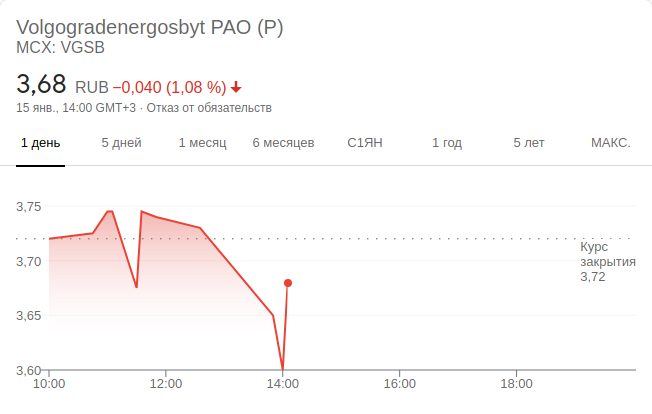 Volgogradenergosbyt PAO (P)
MCX: VGSB
3,68 RUB −0,040 (1,08 %)
15 янв., 14:00 GMT+3 · Отказ от обязательств
1 день 5 дней 1 месяц 6 месяцев С1ЯН 1 год 5 лет МАКС.
3,75
Курс
закрытия
3,72
3,70
3,65
3,60
10:00 12:00 14:00 16:00 18:00